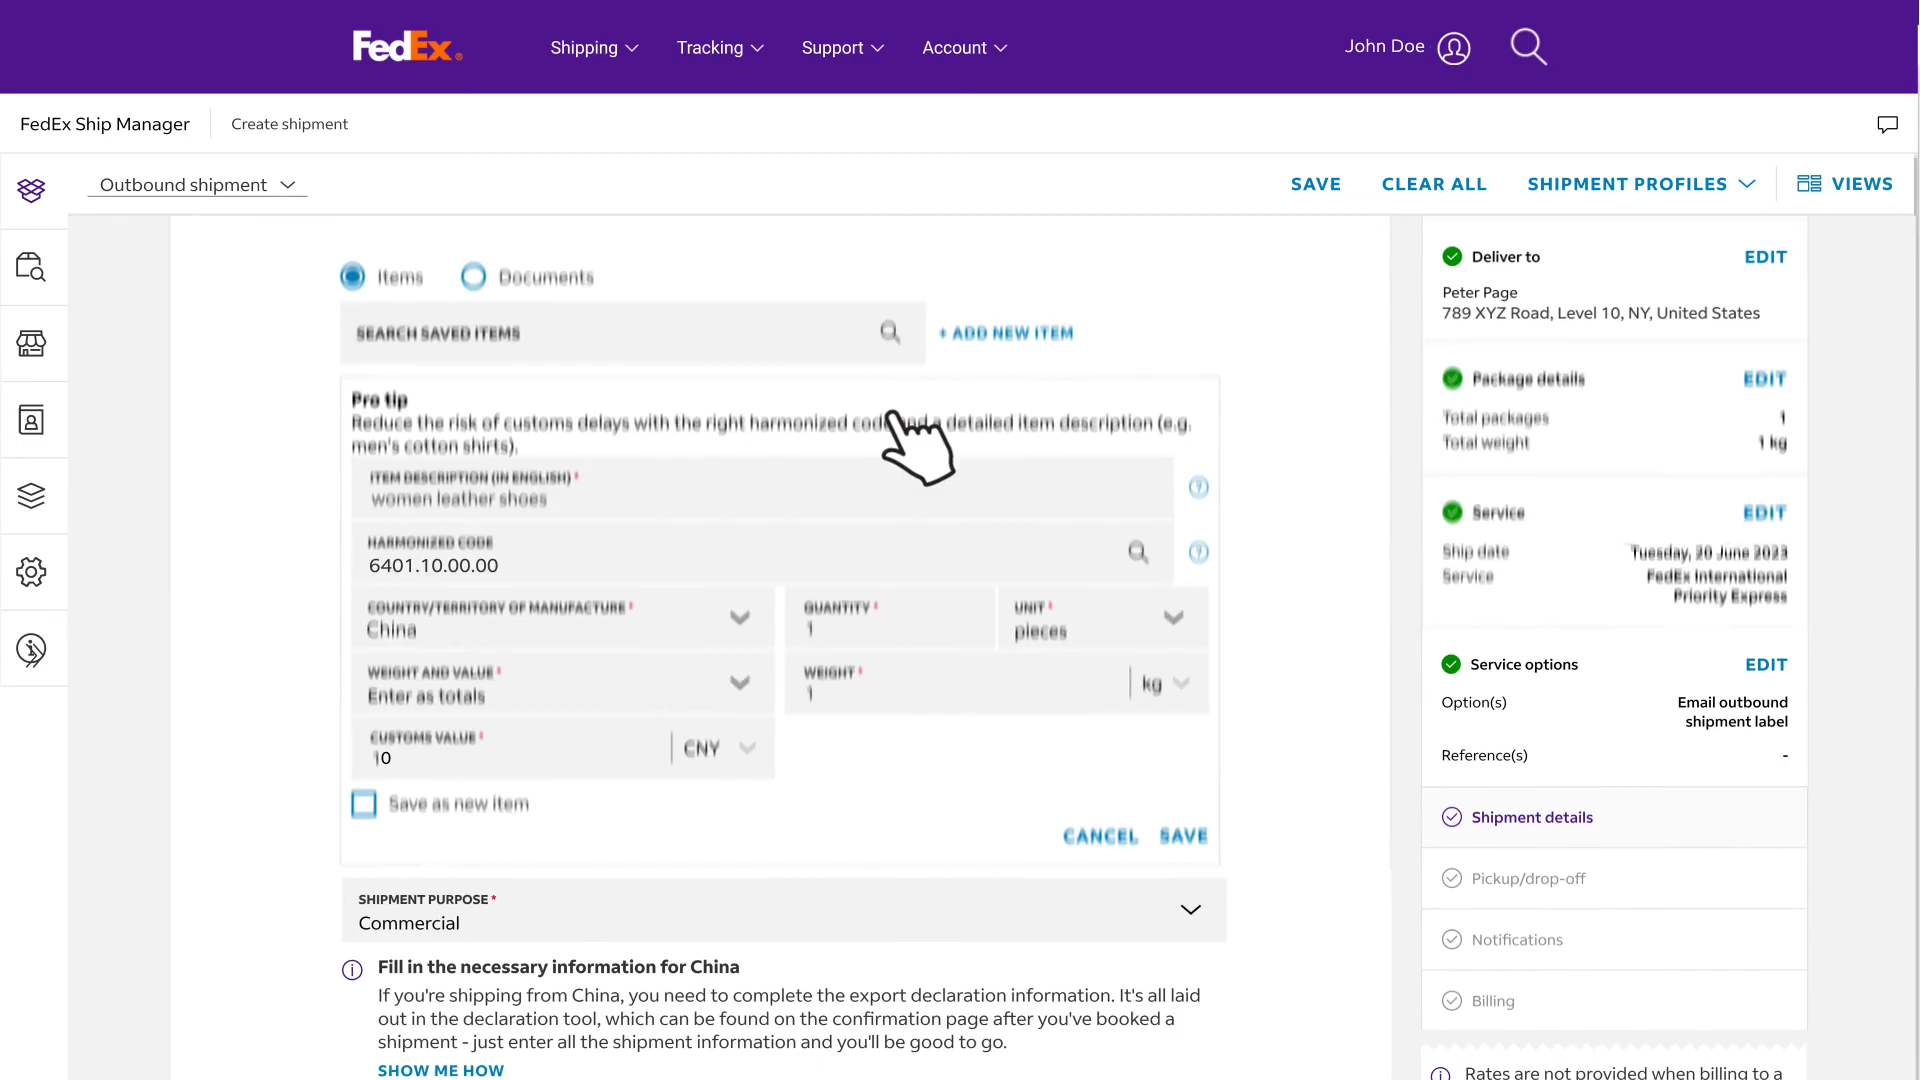 FedEx®
Shipping
Tracking
Support
Account
John Doe
FedEx Ship Manager
Create shipment
Outbound shipment
SAVE
CLEAR ALL
SHIPMENT PROFILES
VIEWS
Items
Documents
SEARCH SAVED ITEMS
+ ADD NEW ITEM
Pro tip
Reduce the risk of customs delays with the right harmonized code and a detailed item description (e.g.
men's cotton shirts).
ITEM DESCRIPTION (IN ENGLISH) *
women leather shoes
HARMONIZED CODE
6401.10.00.00
COUNTRY/TERRITORY OF MANUFACTURE *
China
QUANTITY *
1
UNIT *
pieces
WEIGHT AND VALUE *
Enter as totals
WEIGHT *
1
kg
CUSTOMS VALUE *
10
CNY
Save as new item
CANCEL
SAVE
SHIPMENT PURPOSE *
Commercial
Fill in the necessary information for China
If you're shipping from China, you need to complete the export declaration information. It's all laid
out in the declaration tool, which can be found on the confirmation page after you've booked a
shipment - just enter all the shipment information and you'll be good to go.
SHOW ME HOW
Deliver to
EDIT
Peter Page
789 XYZ Road, Level 10, NY, United States
Package details
EDIT
Total packages 1
Total weight 1 kg
Service
EDIT
Ship date Tuesday, 20 June 2023
Service FedEx International
Priority Express
Service options
EDIT
Option(s) Email outbound
shipment label
Reference(s) -
Shipment details
Pickup/drop-off
Notifications
Billing
Rates are not provided when billing to a